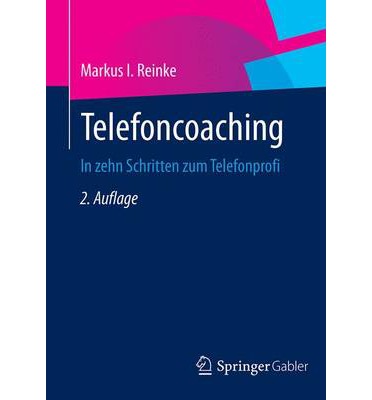 Markus I. Reinke
Telefoncoaching
In zehn Schritten zum Telefonprofi
2. Auflage
Springer Gabler